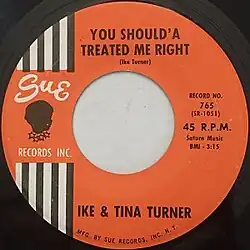 YOU SHOULD'A
TREATED ME RIGHT
(Ike Turner)
Sue
RECORDS INC.
RECORD NO.
765
(SR-1051)
45 R.P.M.
Saturn Music
BMI - 3:15
IKE & TINA TURNER
MFG. BY SUE RECORDS, INC. N.Y.